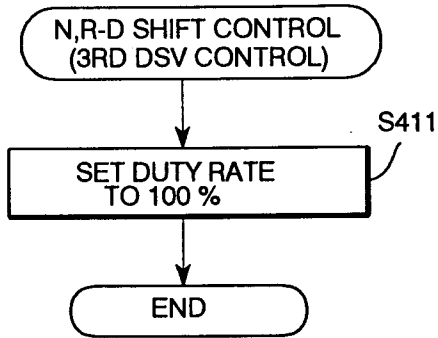 N,R-D SHIFT CONTROL
(3RD DSV CONTROL)
S411
SET DUTY RATE
TO 100 %
END